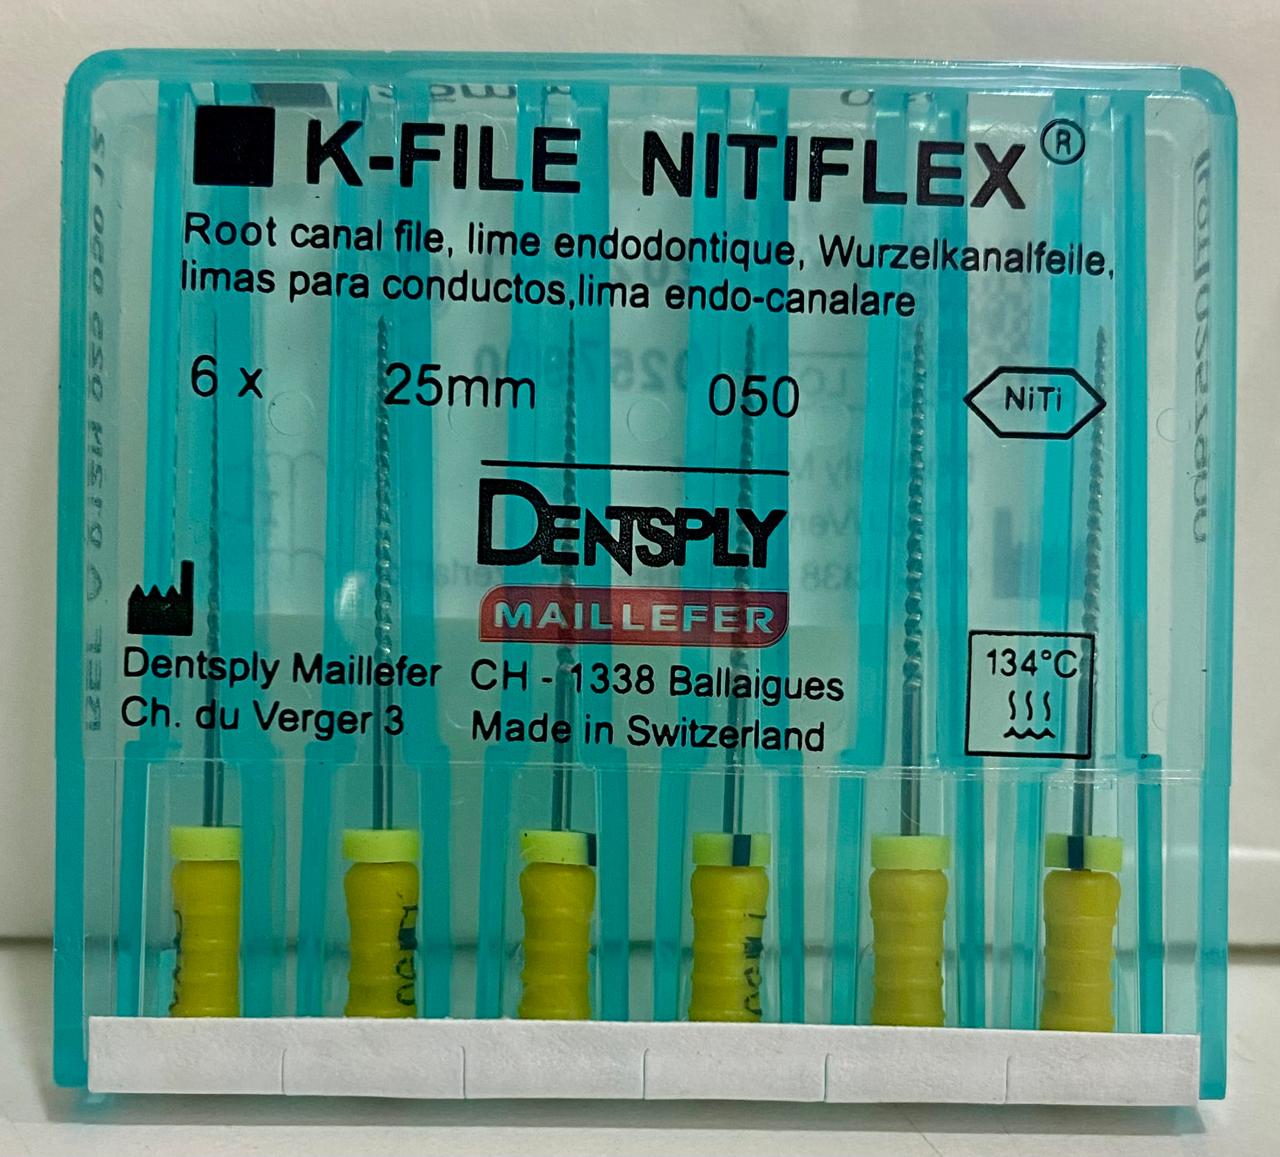 K-FILE NITIFLEX®
Root canal file, lime endodontique, Wurzelkanalfeile,
limas para conductos,lima endo-canalare
6 x 25mm 050 NiTi
DENTSPLY
MAILLEFER
Dentsply Maillefer CH - 1338 Ballaigues
Ch. du Verger 3 Made in Switzerland
134°C